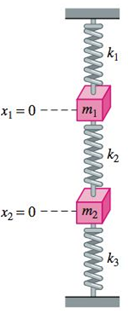 k₁
x₁ = 0 m₁
k₂
x₂ = 0 m₂
k₃